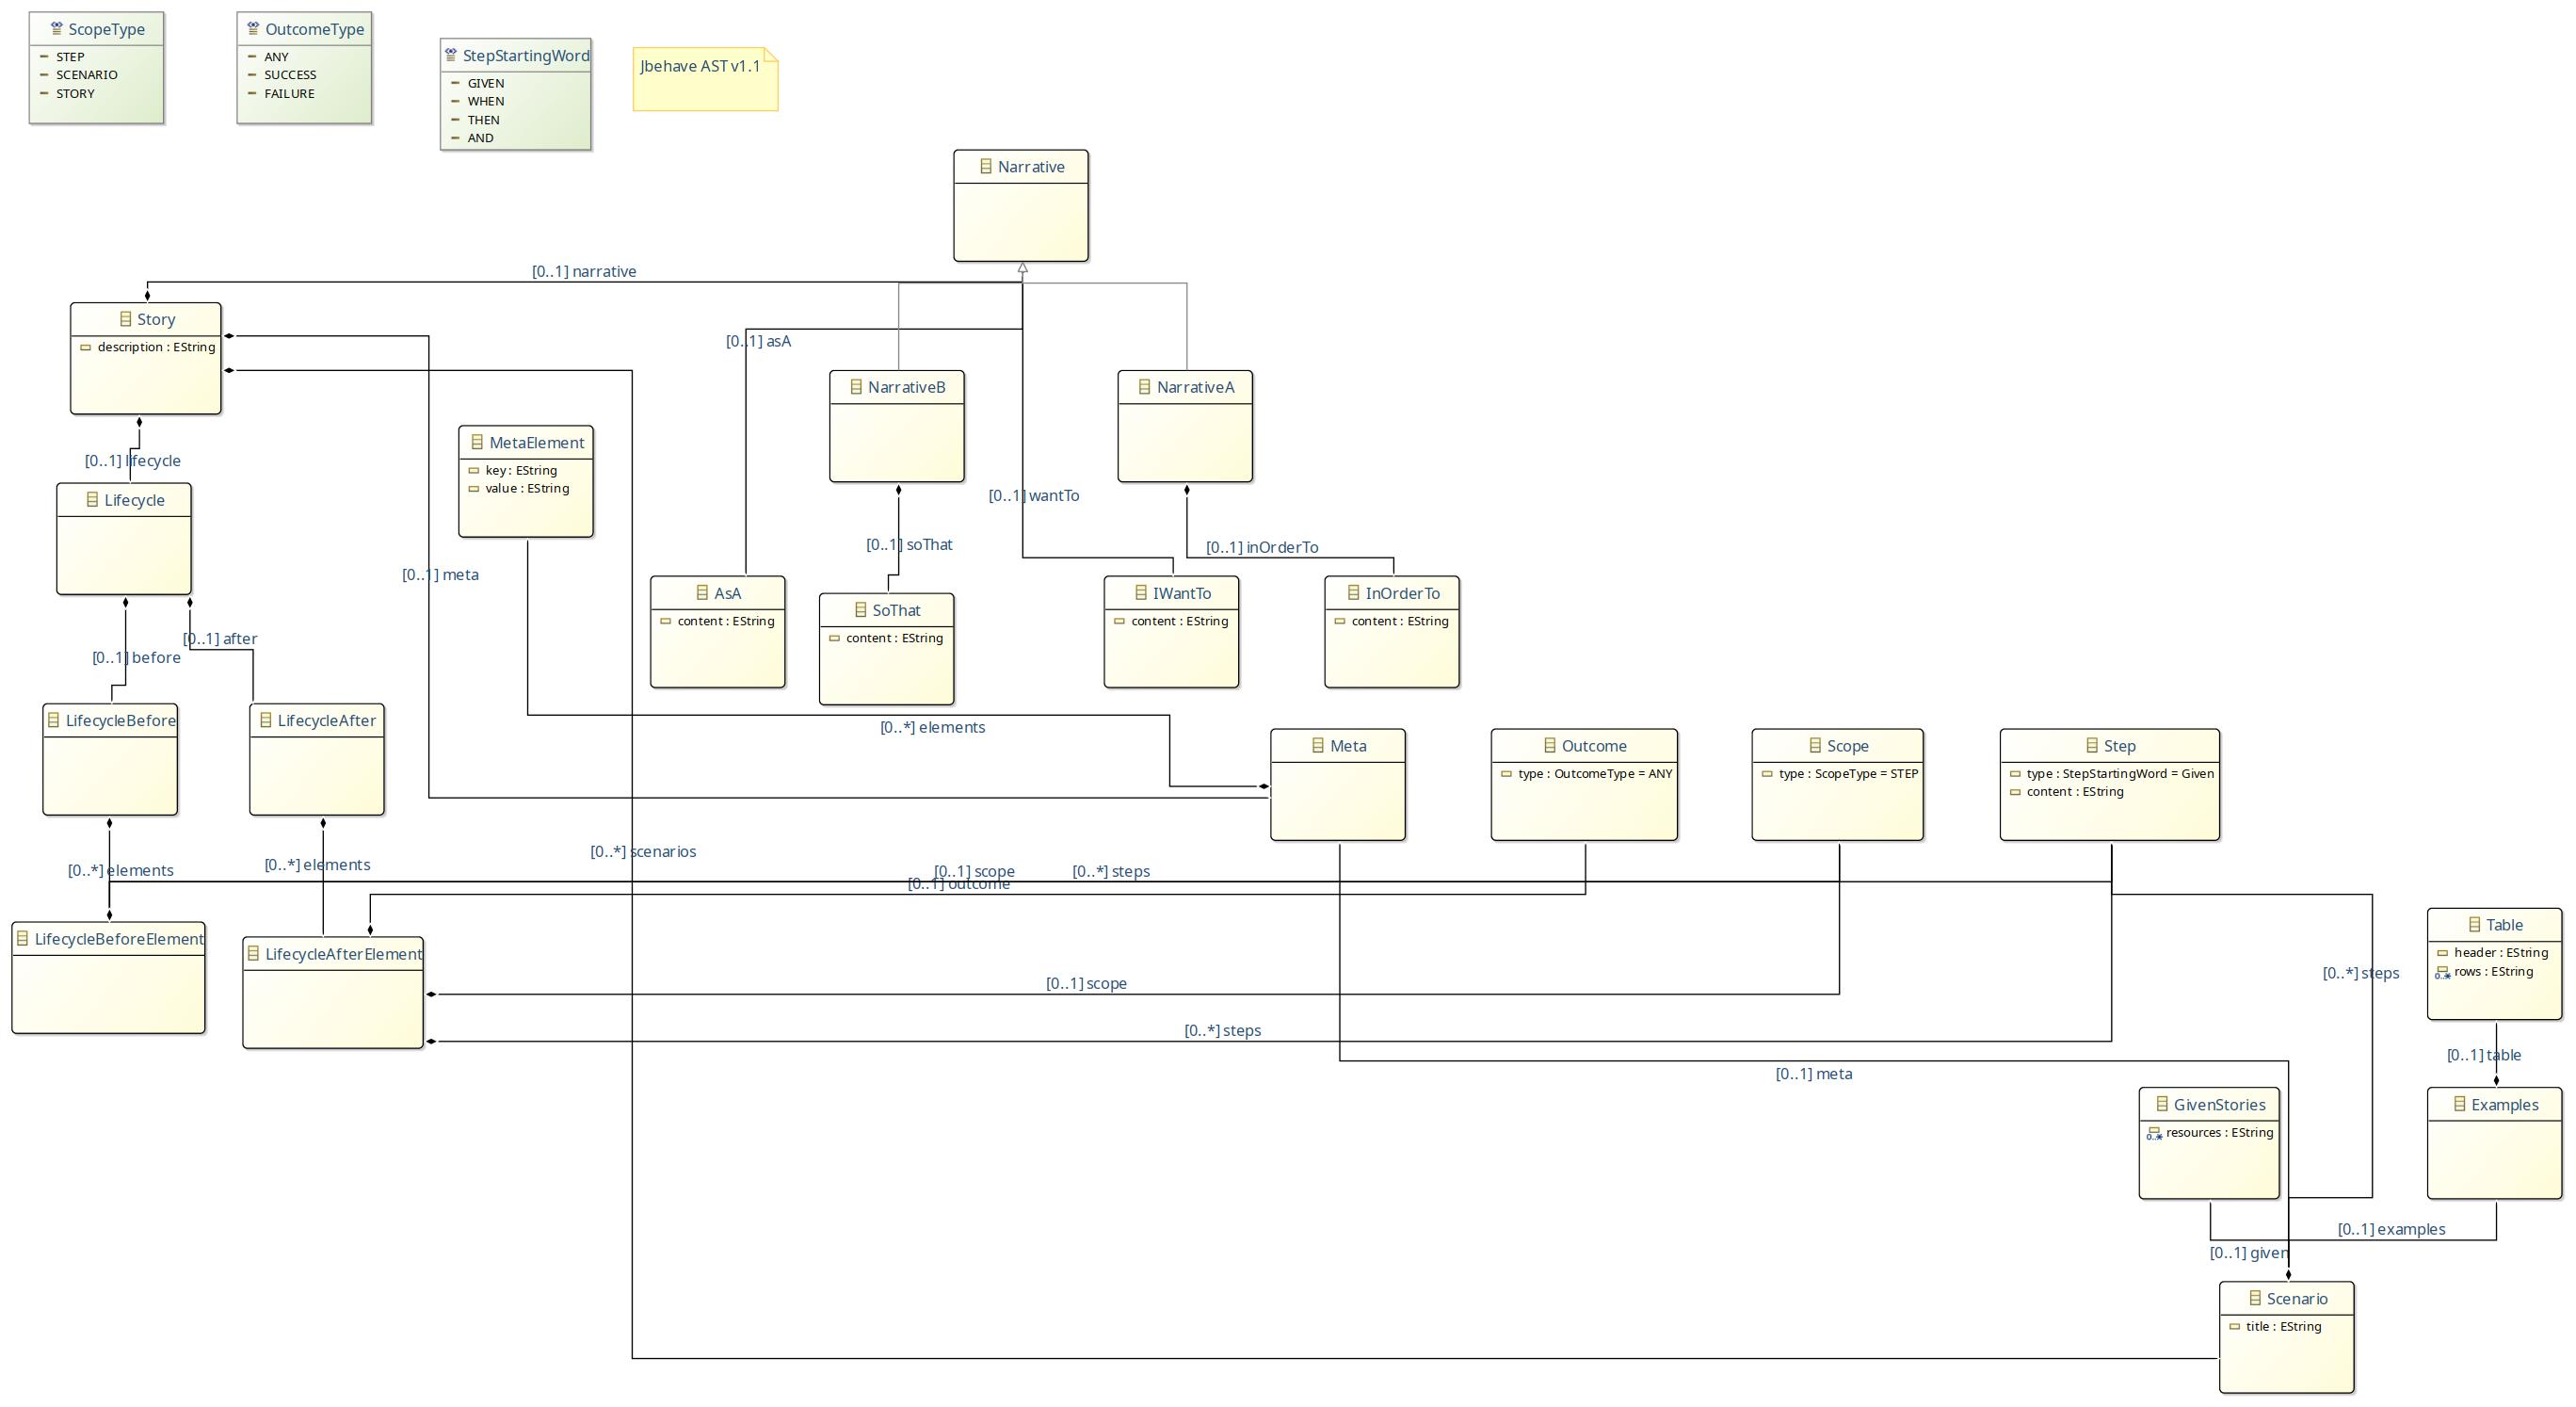 ScopeType
STEP
SCENARIO
STORY
OutcomeType
ANY
SUCCESS
FAILURE
StepStartingWord
GIVEN
WHEN
THEN
AND
Jbehave AST v1.1
Narrative
[0..1] narrative
Story
description : EString
[0..1] asA
NarrativeB
NarrativeA
MetaElement
key : EString
value : EString
[0..1] lifecycle
Lifecycle
[0..1] wantTo
[0..1] soThat
[0..1] inOrderTo
[0..1] meta
AsA
content : EString
SoThat
content : EString
IWantTo
content : EString
InOrderTo
content : EString
[0..1] after
[0..1] before
LifecycleBefore
LifecycleAfter
[0..*] elements
Meta
Outcome
type : OutcomeType = ANY
Scope
type : ScopeType = STEP
Step
type : StepStartingWord = Given
content : EString
[0..*] scenarios
[0..*] elements
[0..*] elements
[0..1] scope
[0..*] steps
[0..1] outcome
LifecycleBeforeElement
LifecycleAfterElement
Table
header : EString
0..*
rows : EString
[0..1] scope
[0..*] steps
[0..*] steps
[0..1] table
[0..1] meta
GivenStories
0..*
resources : EString
Examples
[0..1] examples
[0..1] given
Scenario
title : EString